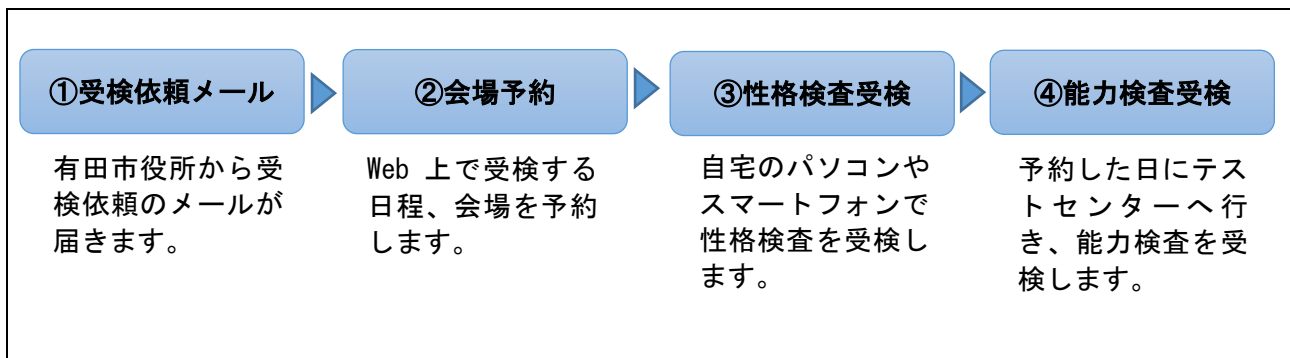 ①受検依頼メール
有田市役所から受
検依頼のメールが
届きます。
②会場予約
Web 上で受検する
日程、会場を予約
します。
③性格検査受検
自宅のパソコンや
スマートフォンで
性格検査を受検し
ます。
④能力検査受検
予約した日にテス
トセンターへ行
き、能力検査を受
検します。